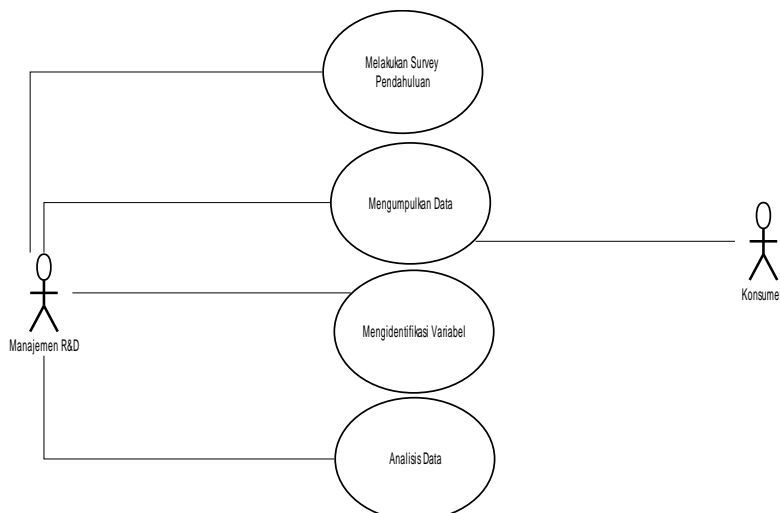 Melakukan Survey
Pendahuluan
Mengumpulkan Data
Konsume
Mengidentifikasi Variabel
Manajemen R&D
Analisis Data